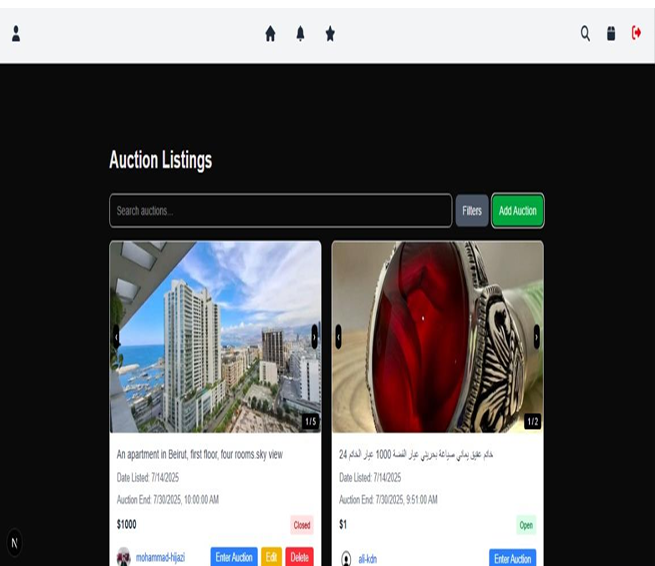 Auction Listings
Search auctions...
Filters
Add Auction
1/5
1/2
An apartment in Beirut, first floor, four rooms.sky view
Date Listed: 7/14/2025
Auction End: 7/30/2025, 10:00:00 AM
$1000
Closed
mohammad-hijazi
Enter Auction
Edit
Delete
خاتم عقيق يماني صياغة بحريني عيار الفضة 1000 عيار الخاتم 24
Date Listed: 7/14/2025
Auction End: 7/30/2025, 9:51:00 AM
$1
Open
ali-kdn
Enter Auction
N